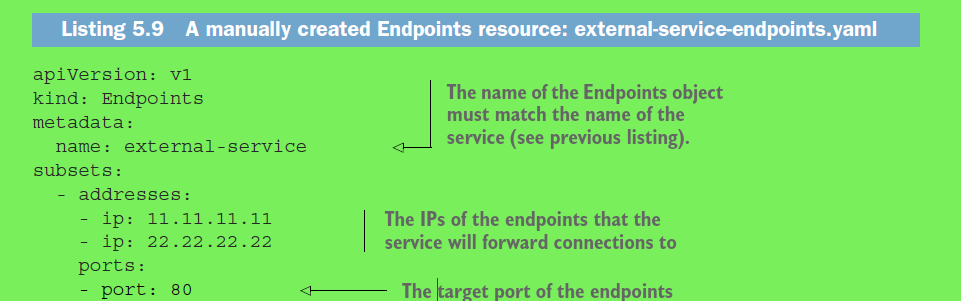 Listing 5.9 A manually created Endpoints resource: external-service-endpoints.yaml
apiVersion: v1
kind: Endpoints
metadata:
  name: external-service
The name of the Endpoints object
must match the name of the
service (see previous listing).
subsets:
  - addresses:
    - ip: 11.11.11.11
    - ip: 22.22.22.22
The IPs of the endpoints that the
service will forward connections to
    ports:
    - port: 80
The target port of the endpoints